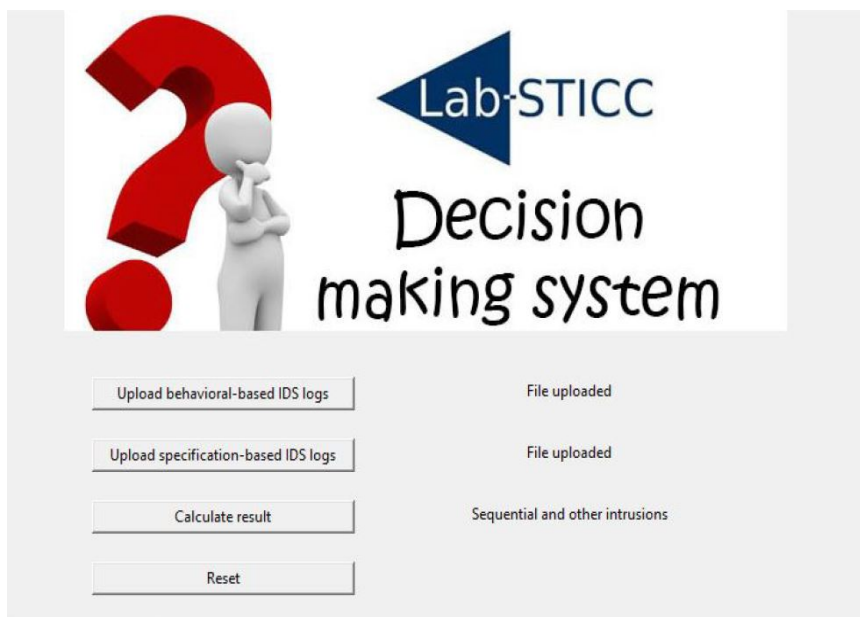 Lab-STICC
Decision
making system
Upload behavioral-based IDS logs
File uploaded
Upload specification-based IDS logs
File uploaded
Calculate result
Sequential and other intrusions
Reset